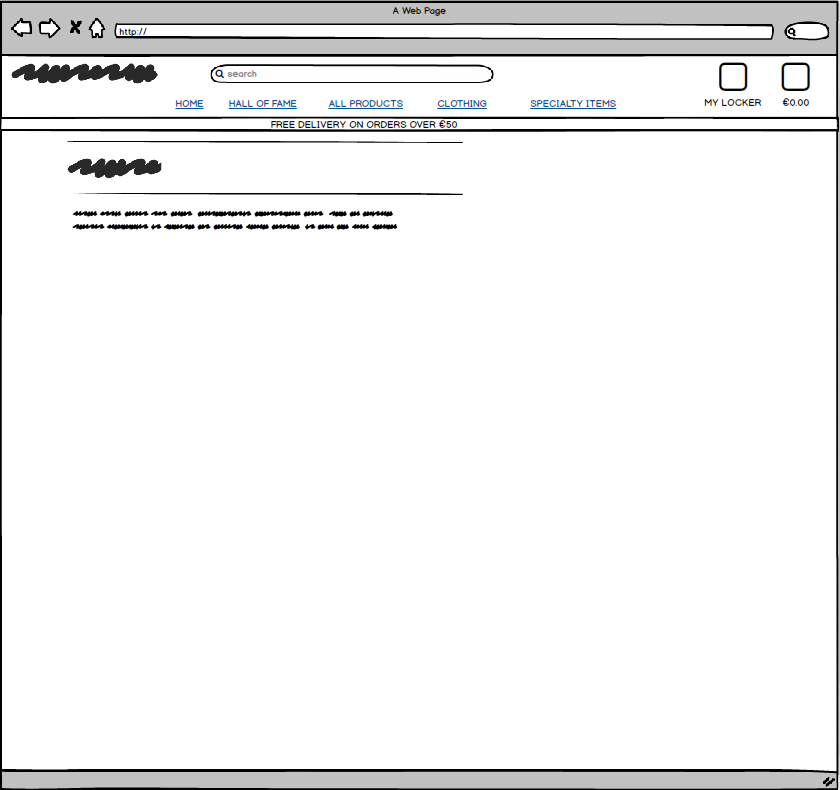 A Web Page
http://
search
HOME HALL OF FAME ALL PRODUCTS CLOTHING SPECIALTY ITEMS MY LOCKER €0.00
FREE DELIVERY ON ORDERS OVER €50